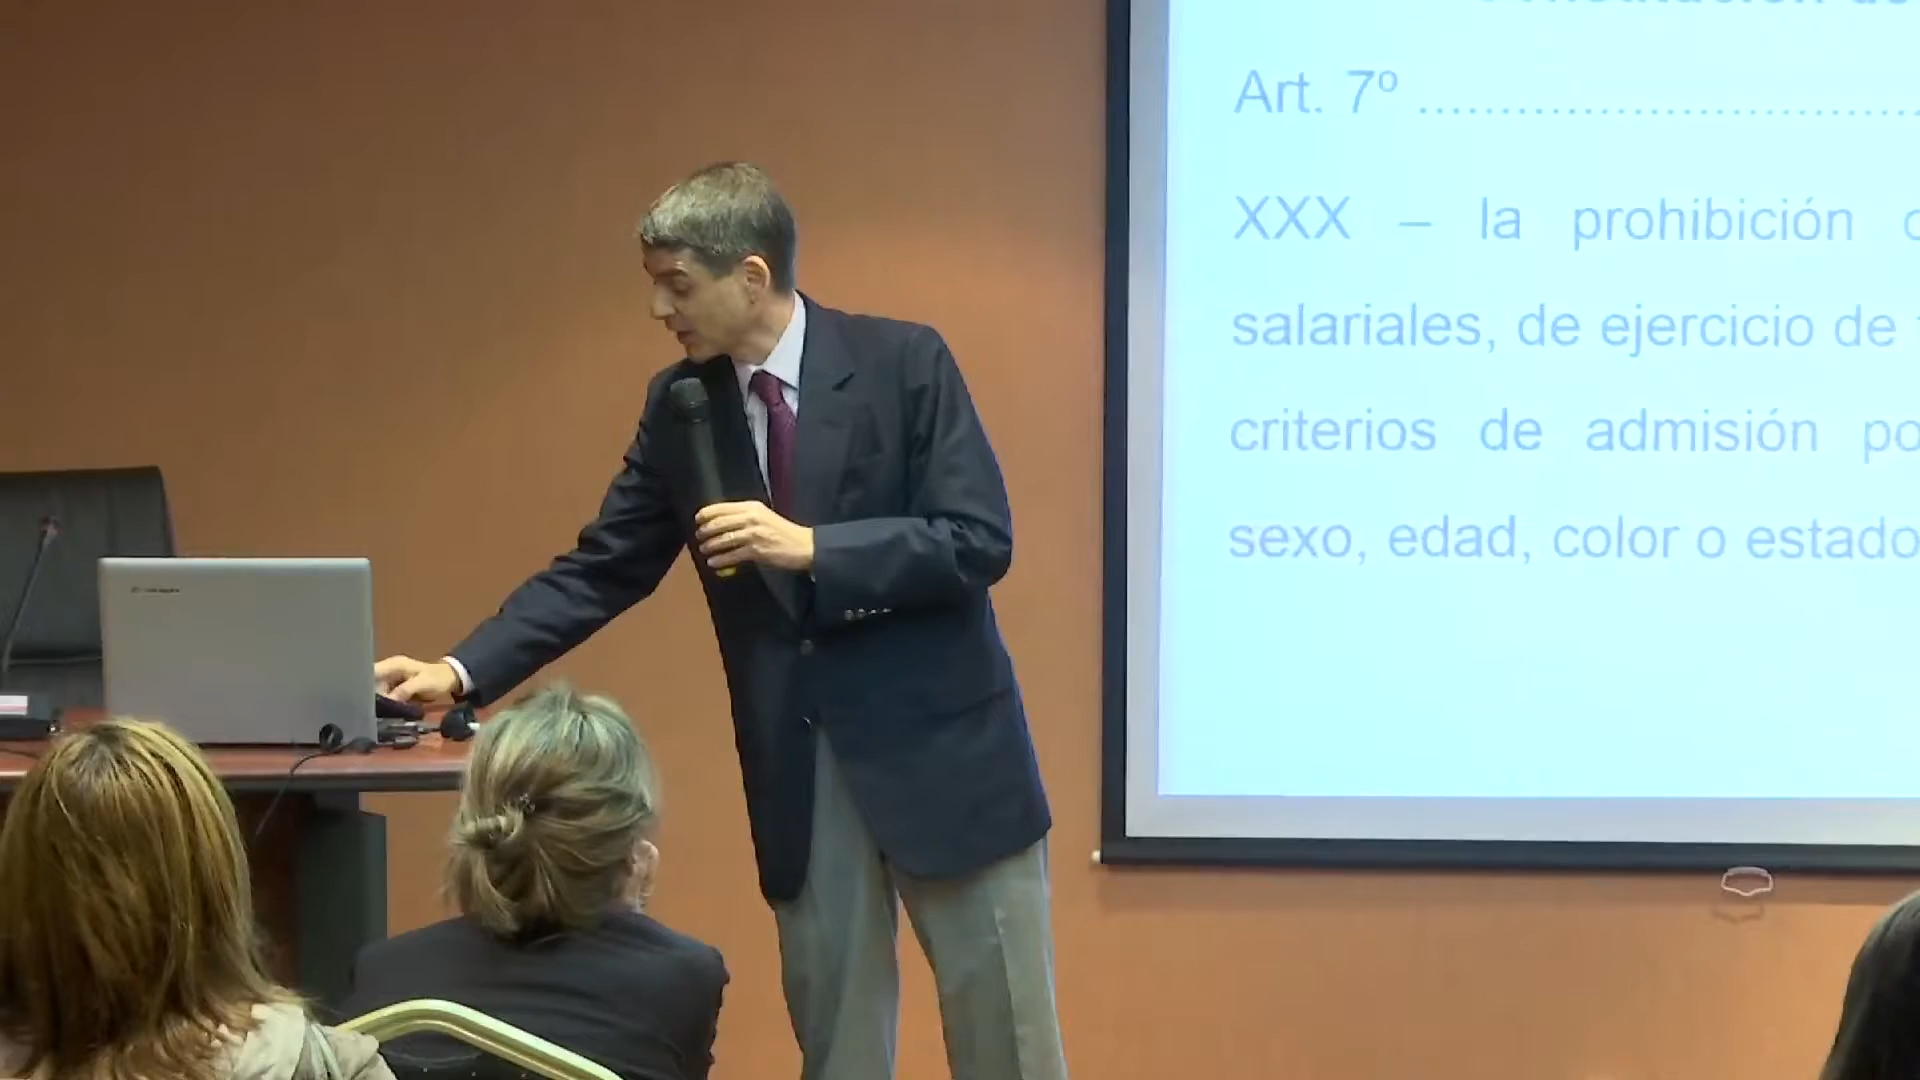 Art. 7º ..............................
XXX – la prohibición
salariales, de ejercicio de
criterios de admisión
sexo, edad, color o estado